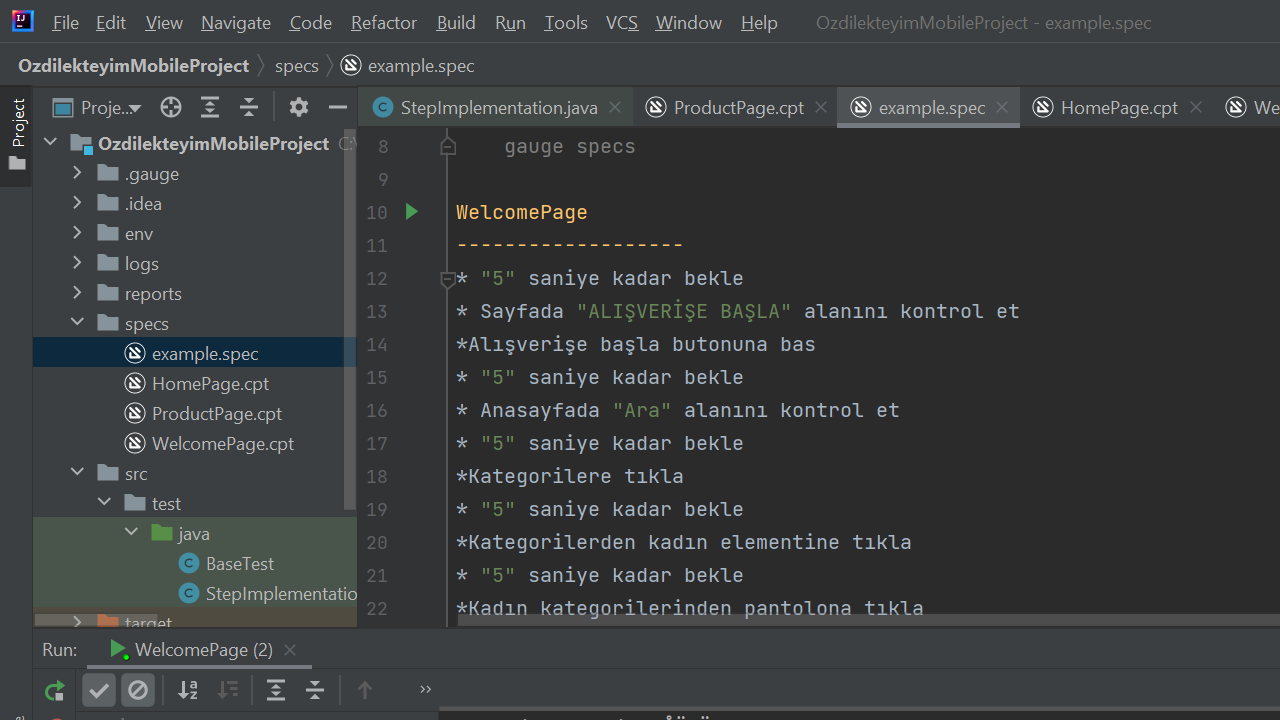 File Edit View Navigate Code Refactor Build Run Tools VCS Window Help OzdilekteyimMobileProject - example.spec
OzdilekteyimMobileProject specs example.spec
Project
Proje...
StepImplementation.java ProductPage.cpt example.spec HomePage.cpt We
OzdilekteyimMobileProject C:\
.gauge
.idea
env
logs
reports
specs
example.spec
HomePage.cpt
ProductPage.cpt
WelcomePage.cpt
src
test
java
BaseTest
StepImplementatio
target
8 gauge specs
9
10 WelcomePage
11 -------------------
12 * "5" saniye kadar bekle
13 * Sayfada "ALIŞVERİŞE BAŞLA" alanını kontrol et
14 *Alışverişe başla butonuna bas
15 * "5" saniye kadar bekle
16 * Anasayfada "Ara" alanını kontrol et
17 * "5" saniye kadar bekle
18 *Kategorilere tıkla
19 * "5" saniye kadar bekle
20 *Kategorilerden kadın elementine tıkla
21 * "5" saniye kadar bekle
22 *Kadın kategorilerinden pantolona tıkla
Run: WelcomePage (2)